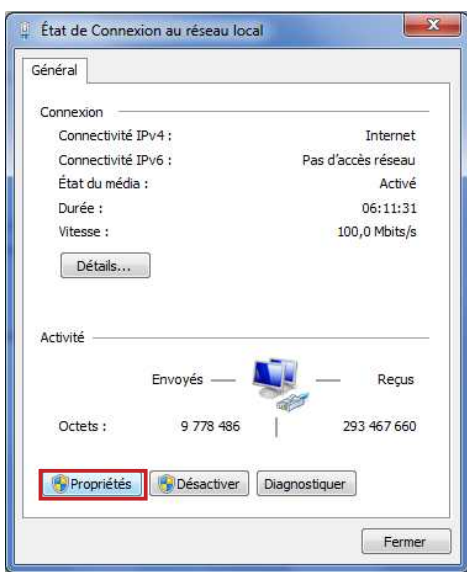 État de Connexion au réseau local
Général
Connexion
Connectivité IPv4 : Internet
Connectivité IPv6 : Pas d'accès réseau
État du média : Activé
Durée : 06:11:31
Vitesse : 100,0 Mbits/s
Détails...
Activité
Envoyés Reçus
Octets : 9 778 486 293 467 660
Propriétés Désactiver Diagnostiquer
Fermer